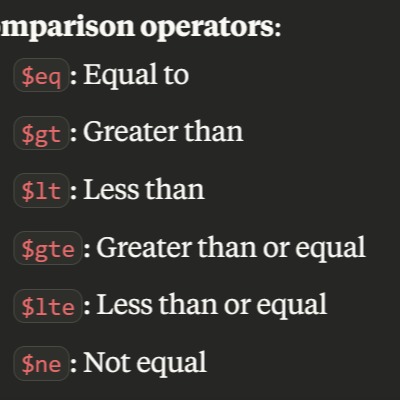 mparison operators:
$eq: Equal to
$gt: Greater than
$lt: Less than
$gte: Greater than or equal
$lte: Less than or equal
$ne: Not equal